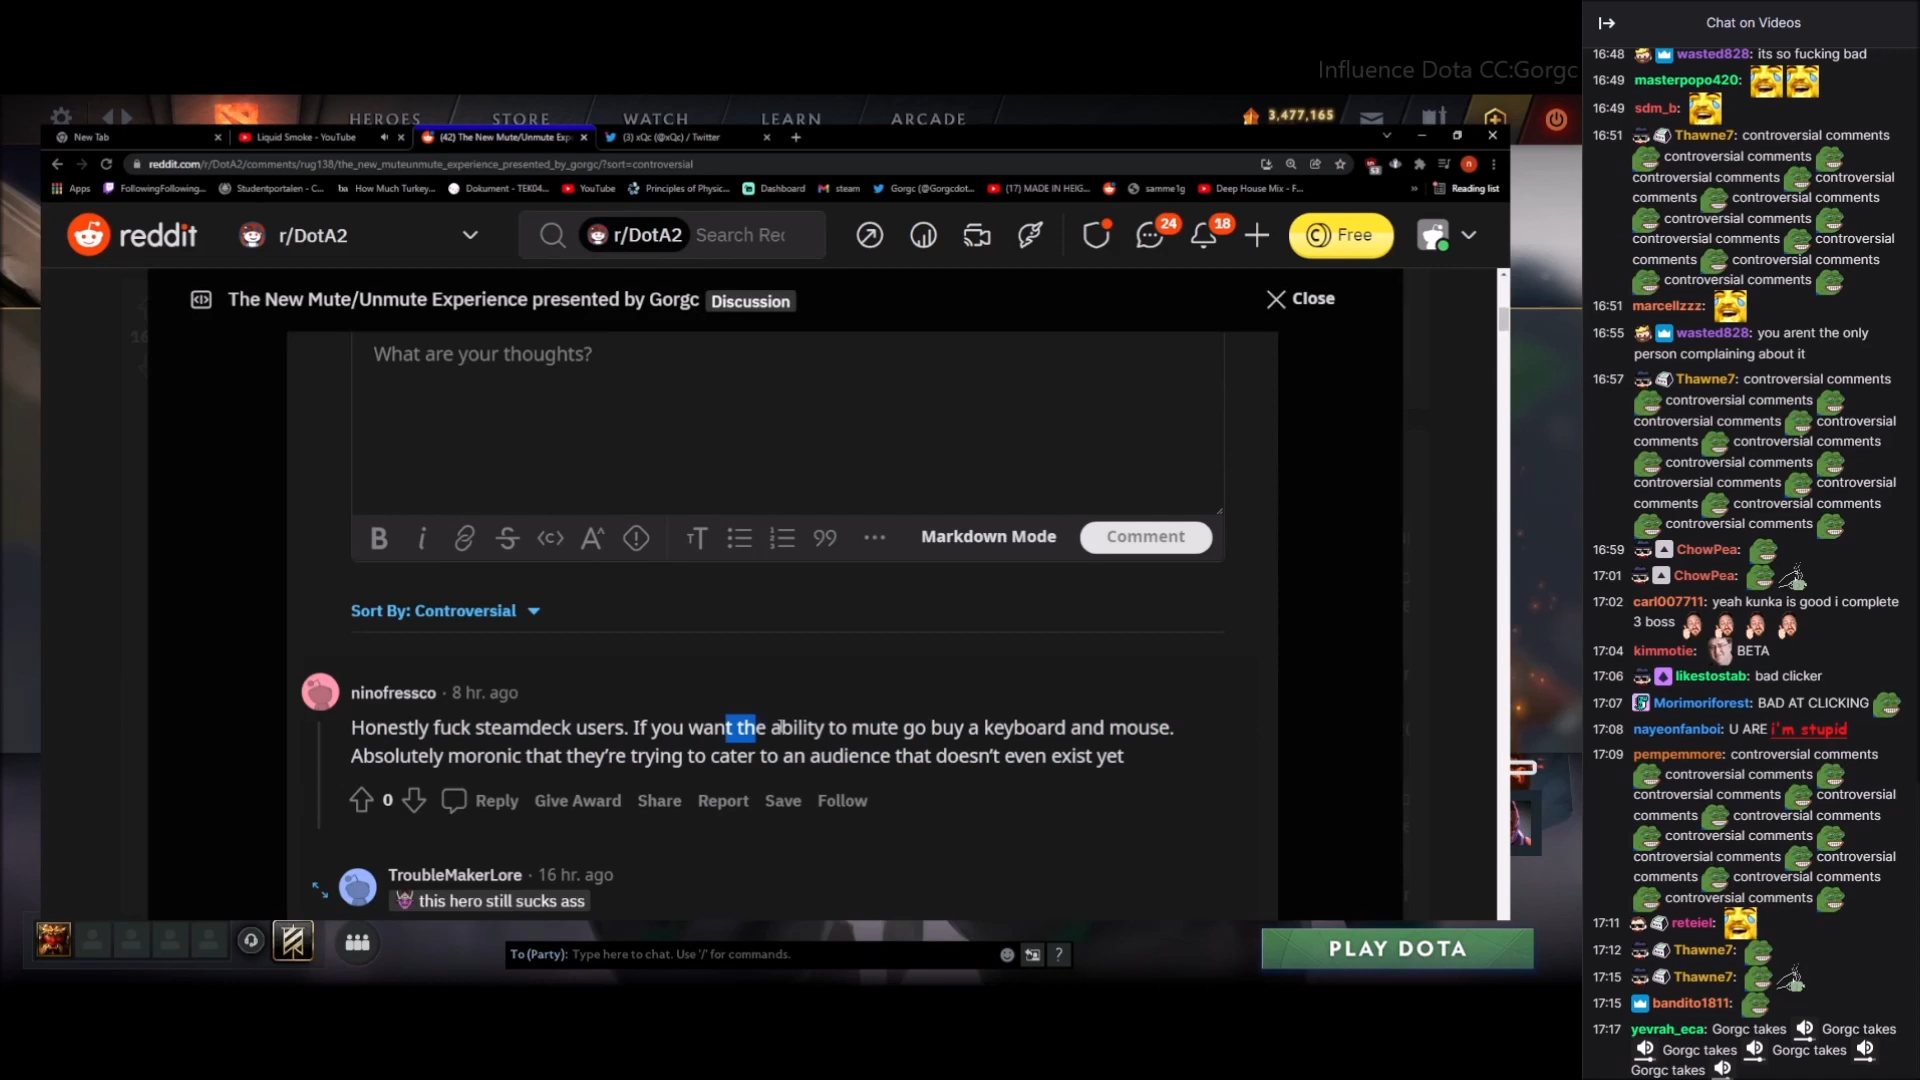 Influence Dota CC:Gorgc
HEROES STORE WATCH LEARN ARCADE 3,477,165
New Tab
Liquid Smoke - YouTube
(42) The New Mute/Unmute Exp
(3) xQc (@xQc) / Twitter
reddit.com/r/DotA2/comments/rug138/the_new_muteunmute_experience_presented_by_gorgc/?sort=controversial
53
n
Apps FollowingFollowing... Studentportalen - C... ba How Much Turkey... Dokument - TEK04... YouTube Principles of Physic... Dashboard steam Gorgc (@Gorgcdot... (17) MADE IN HEIG... samme1g Deep House Mix - F... » Reading list
reddit r/DotA2 r/DotA2 Search Rec 24 18 Free
The New Mute/Unmute Experience presented by Gorgc Discussion Close
What are your thoughts?
Markdown Mode Comment
Sort By: Controversial
ninofressco · 8 hr. ago
Honestly fuck steamdeck users. If you want the ability to mute go buy a keyboard and mouse.
Absolutely moronic that they're trying to cater to an audience that doesn't even exist yet
0 Reply Give Award Share Report Save Follow
TroubleMakerLore · 16 hr. ago
this hero still sucks ass
To (Party): Type here to chat. Use '/' for commands. ?
PLAY DOTA
Chat on Videos
16:48 wasted828: its so fucking bad
16:49 masterpopo420:
16:49 sdm_b:
16:51 Thawne7: controversial comments
controversial comments
controversial comments controversial
comments controversial comments
controversial comments
controversial comments controversial
comments controversial comments
controversial comments
16:51 marcellzzz:
16:55 wasted828: you arent the only
person complaining about it
16:57 Thawne7: controversial comments
controversial comments
controversial comments controversial
comments controversial comments
controversial comments
controversial comments controversial
comments controversial comments
controversial comments
16:59 ChowPea:
17:01 ChowPea:
17:02 carl007711: yeah kunka is good i complete
3 boss
17:04 kimmotie: BETA
17:06 likestostab: bad clicker
17:07 Morimoriforest: BAD AT CLICKING
17:08 nayeonfanboi: U ARE i'm stupid
17:09 pempemmore: controversial comments
controversial comments
controversial comments controversial
comments controversial comments
controversial comments
controversial comments controversial
comments controversial comments
controversial comments
17:11 reteiel:
17:12 Thawne7:
17:15 Thawne7:
17:15 bandito1811:
17:17 yevrah_eca: Gorgc takes Gorgc takes
Gorgc takes Gorgc takes
Gorgc takes